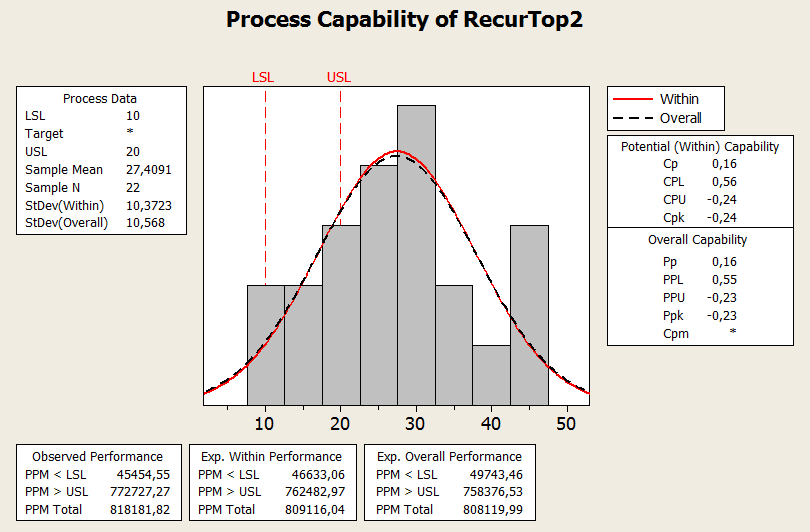 Process Capability of RecurTop2
LSL USL
Process Data
LSL 10
Target *
USL 20
Sample Mean 27,4091
Sample N 22
StDev(Within) 10,3723
StDev(Overall) 10,568
Within
Overall
Potential (Within) Capability
Cp 0,16
CPL 0,56
CPU -0,24
Cpk -0,24
Overall Capability
Pp 0,16
PPL 0,55
PPU -0,23
Ppk -0,23
Cpm *
10 20 30 40 50
Observed Performance
PPM < LSL 45454,55
PPM > USL 772727,27
PPM Total 818181,82
Exp. Within Performance
PPM < LSL 46633,06
PPM > USL 762482,97
PPM Total 809116,04
Exp. Overall Performance
PPM < LSL 49743,46
PPM > USL 758376,53
PPM Total 808119,99